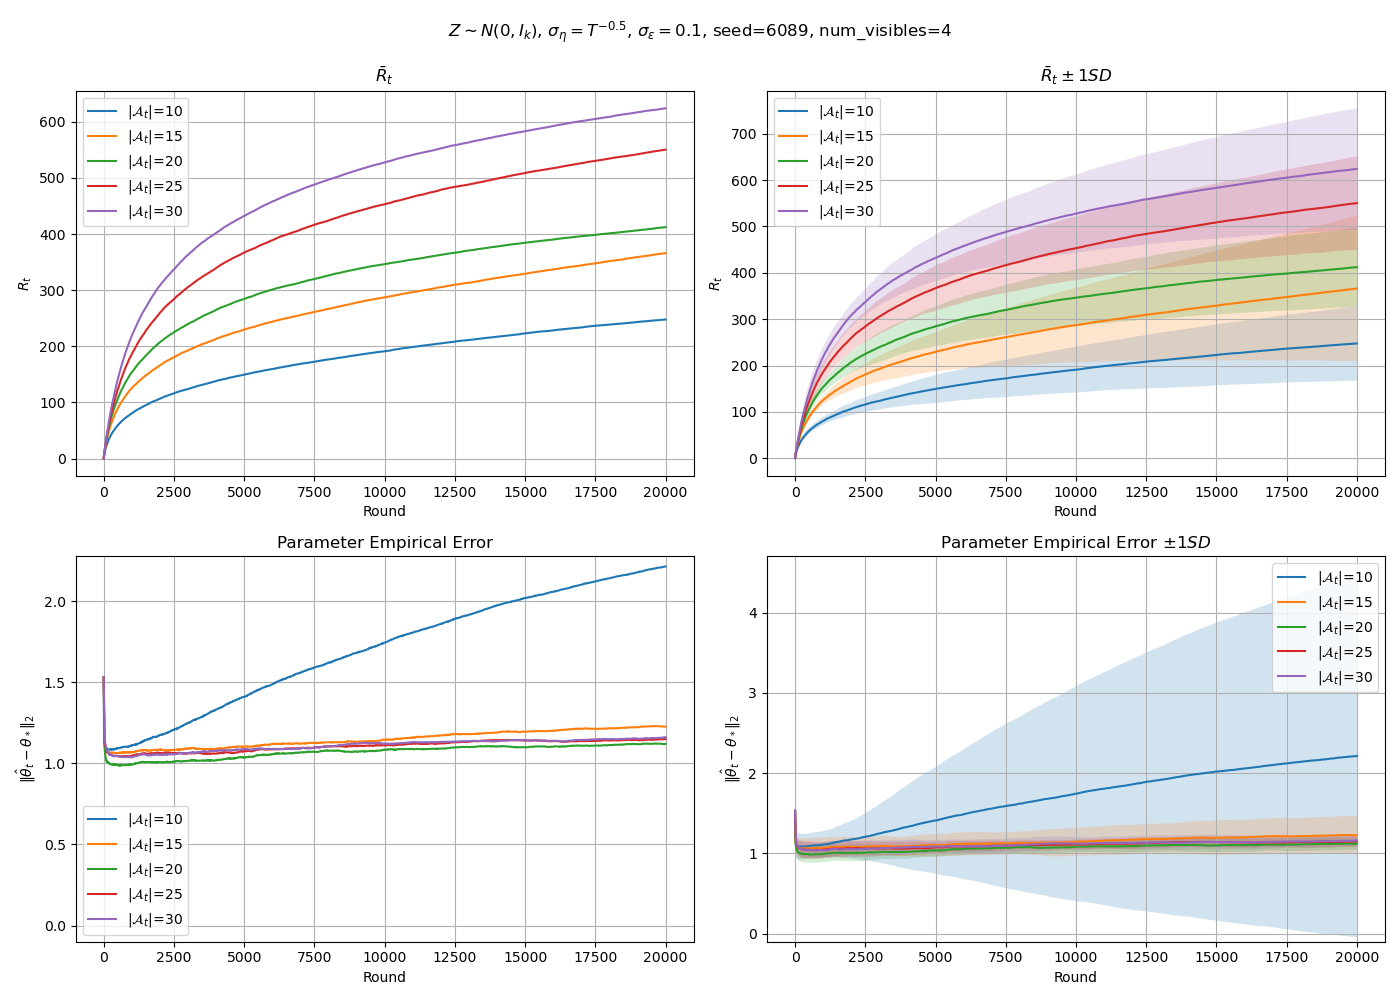 Z ∼ N(0, I_k), σ_η = T^{−0.5}, σ_ε = 0.1, seed=6089, num_visibles=4
R̄_t
R_t
600
500
400
300
200
100
0
|𝒜_t|=10
|𝒜_t|=15
|𝒜_t|=20
|𝒜_t|=25
|𝒜_t|=30
0 2500 5000 7500 10000 12500 15000 17500 20000
Round
R̄_t ± 1SD
R_t
700
600
500
400
300
200
100
0
|𝒜_t|=10
|𝒜_t|=15
|𝒜_t|=20
|𝒜_t|=25
|𝒜_t|=30
0 2500 5000 7500 10000 12500 15000 17500 20000
Round
Parameter Empirical Error
‖θ̂_t − θ_*‖_2
2.0
1.5
1.0
0.5
0.0
|𝒜_t|=10
|𝒜_t|=15
|𝒜_t|=20
|𝒜_t|=25
|𝒜_t|=30
0 2500 5000 7500 10000 12500 15000 17500 20000
Round
Parameter Empirical Error ±1SD
‖θ̂_t − θ_*‖_2
4
3
2
1
0
|𝒜_t|=10
|𝒜_t|=15
|𝒜_t|=20
|𝒜_t|=25
|𝒜_t|=30
0 2500 5000 7500 10000 12500 15000 17500 20000
Round